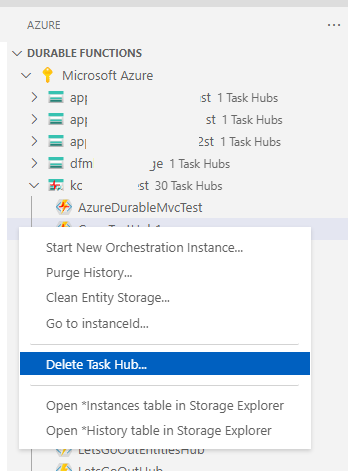 AZURE
DURABLE FUNCTIONS
Microsoft Azure
1 Task Hubs
1 Task Hubs
1 Task Hubs
dfm 1 Task Hubs
kc 30 Task Hubs
AzureDurableMvcTest
Start New Orchestration Instance...
Purge History...
Clean Entity Storage...
Go to instanceId...
Delete Task Hub...
Open *Instances table in Storage Explorer
Open *History table in Storage Explorer
LetsGoOutEntitiesHub
LetsGoOutHub